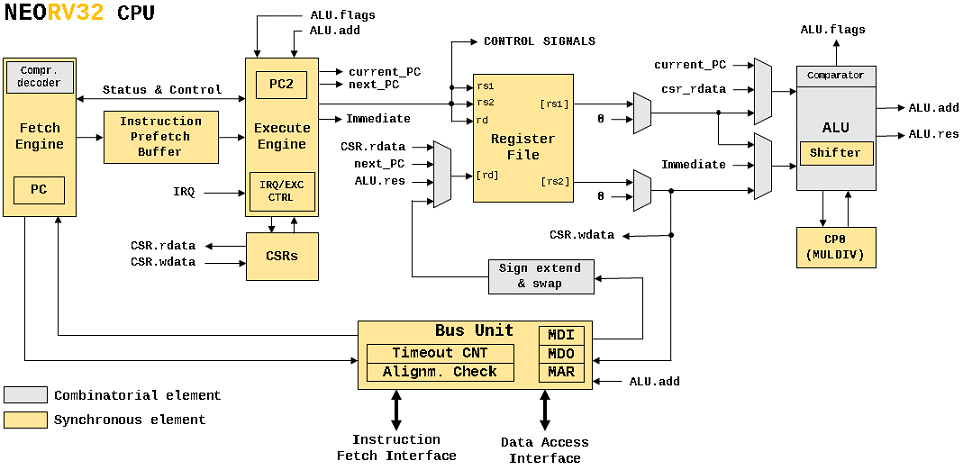 NEORV32 CPU
ALU.flags
ALU.add
CONTROL SIGNALS
ALU.flags
Compr.
decoder
PC2
current_PC
next_PC
Status & Control
Fetch
Engine
Instruction
Prefetch
Buffer
Execute
Engine
Immediate
PC
IRQ
IRQ/EXC
CTRL
CSR.rdata
CSR.wdata
CSRs
rs1
rs2
rd
[rs1]
Register
File
[rd]
[rs2]
CSR.rdata
next_PC
ALU.res
0
0
current_PC
csr_rdata
Immediate
Comparator
ALU
Shifter
ALU.add
ALU.res
CP0
(MULDIV)
CSR.wdata
Sign extend
& swap
Bus Unit
Timeout CNT
Alignm. Check
MDI
MDO
MAR
ALU.add
Combinatorial element
Synchronous element
Instruction
Fetch Interface
Data Access
Interface